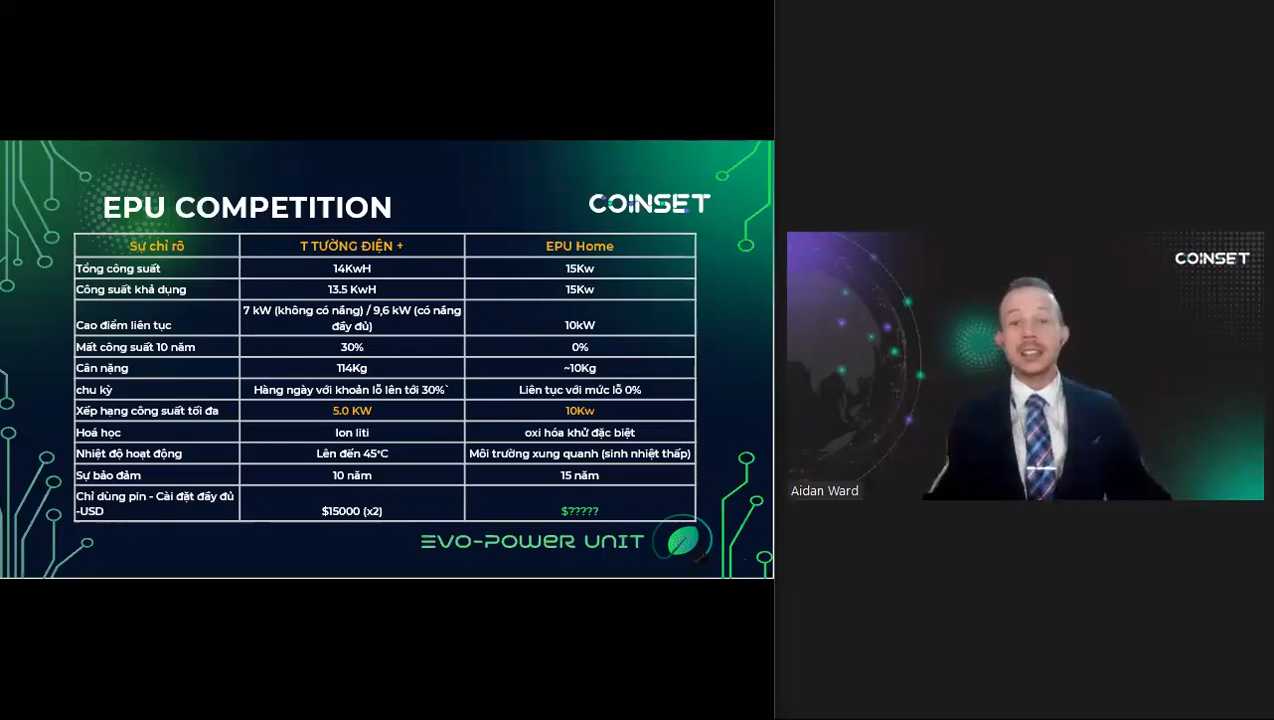 EPU COMPETITION
COINSET
Sự chỉ rõ
T TƯỜNG ĐIỆN +
EPU Home
Tổng công suất
14KwH
15Kw
Công suất khả dụng
13.5 KwH
15Kw
Cao điểm liên tục
7 kW (không có nắng) / 9,6 kW (có nắng
đầy đủ)
10kW
Mất công suất 10 năm
30%
0%
Cân nặng
114Kg
~10Kg
chu kỳ
Hàng ngày với khoản lỗ lên tới 30%`
Liên tục với mức lỗ 0%
Xếp hạng công suất tối đa
5.0 KW
10Kw
Hoá học
Ion liti
oxi hóa khử đặc biệt
Nhiệt độ hoạt động
Lên đến 45°C
Môi trường xung quanh (sinh nhiệt thấp)
Sự bảo đảm
10 năm
15 năm
Chỉ dùng pin - Cài đặt đầy đủ
-USD
$15000 (x2)
$?????
EVO-POWER UNIT
COINSET
Aidan Ward